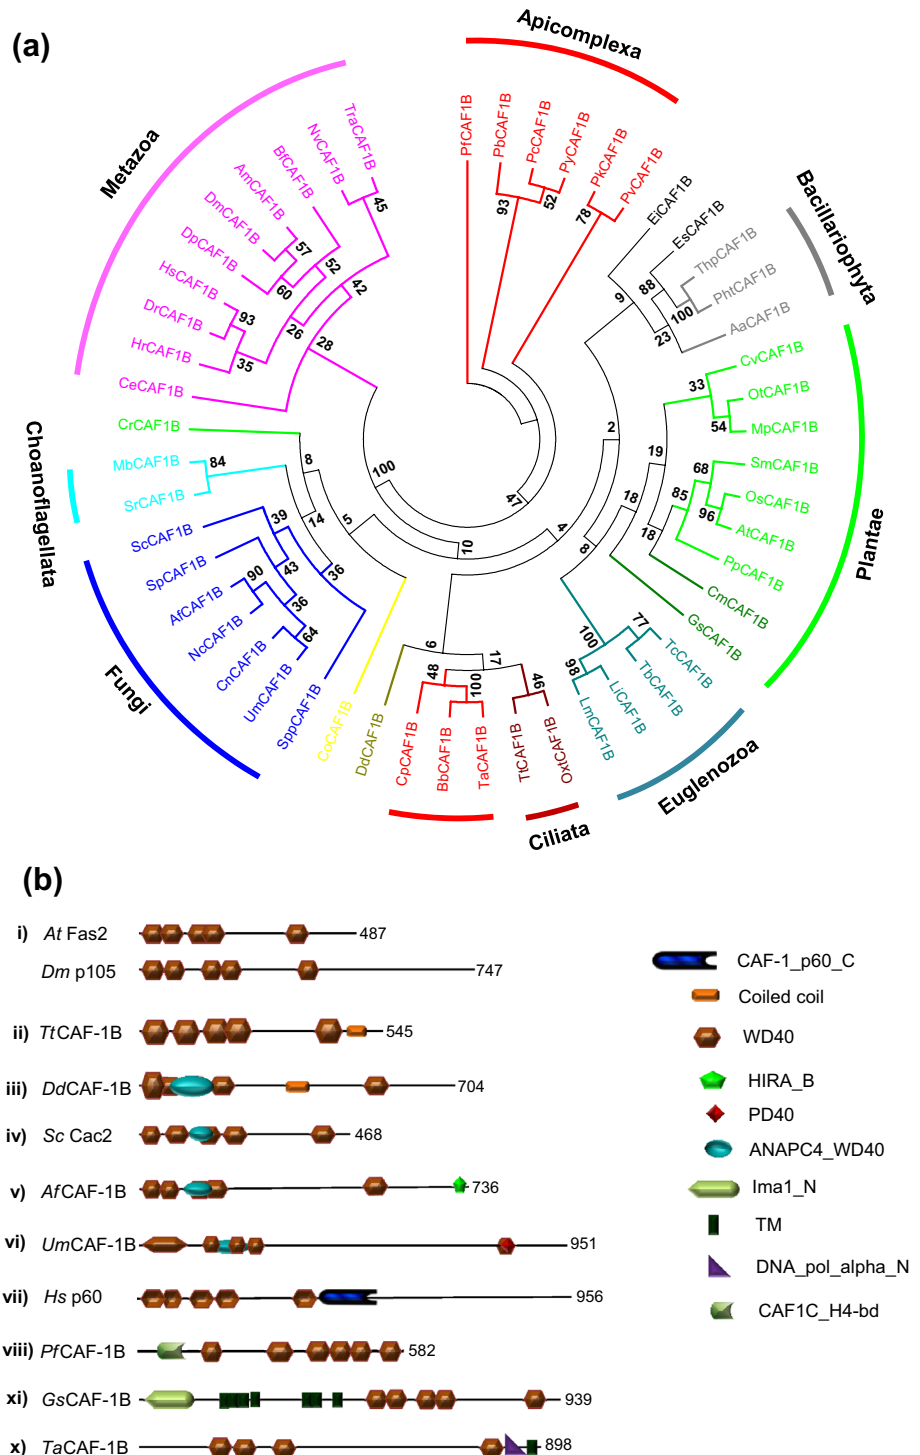 (a)
Apicomplexa
Metazoa
Bacillariophyta
Choanoflagellata
Plantae
Fungi
Euglenozoa
Ciliata
PfCAF1B
PbCAF1B
PcCAF1B
PyCAF1B
PkCAF1B
PvCAF1B
EiCAF1B
EsCAF1B
ThpCAF1B
PhtCAF1B
AaCAF1B
CvCAF1B
OtCAF1B
MpCAF1B
SmCAF1B
OsCAF1B
AtCAF1B
PpCAF1B
CmCAF1B
GsCAF1B
TcCAF1B
TbCAF1B
LiCAF1B
LmCAF1B
OxtCAF1B
TtCAF1B
TaCAF1B
BbCAF1B
CpCAF1B
DdCAF1B
CoCAF1B
SppCAF1B
UmCAF1B
CnCAF1B
NcCAF1B
AfCAF1B
SpCAF1B
ScCAF1B
SrCAF1B
MbCAF1B
CrCAF1B
CeCAF1B
HrCAF1B
DrCAF1B
HsCAF1B
DpCAF1B
DmCAF1B
AmCAF1B
BfCAF1B
NvCAF1B
TraCAF1B
93
52
78
45
57
52
60
42
93
26
28
35
9
88
100
23
33
54
2
19
68
85
96
18
18
84
8
100
47
14
5
10
4
8
39
43
36
90
36
64
6
17
48
100
46
100
98
77
(b)
i) At Fas2 487
Dm p105 747
ii) TtCAF-1B 545
iii) DdCAF-1B 704
iv) Sc Cac2 468
v) AfCAF-1B 736
vi) UmCAF-1B 951
vii) Hs p60 956
viii) PfCAF-1B 582
xi) GsCAF-1B 939
x) TaCAF-1B 898
CAF-1_p60_C
Coiled coil
WD40
HIRA_B
PD40
ANAPC4_WD40
Ima1_N
TM
DNA_pol_alpha_N
CAF1C_H4-bd